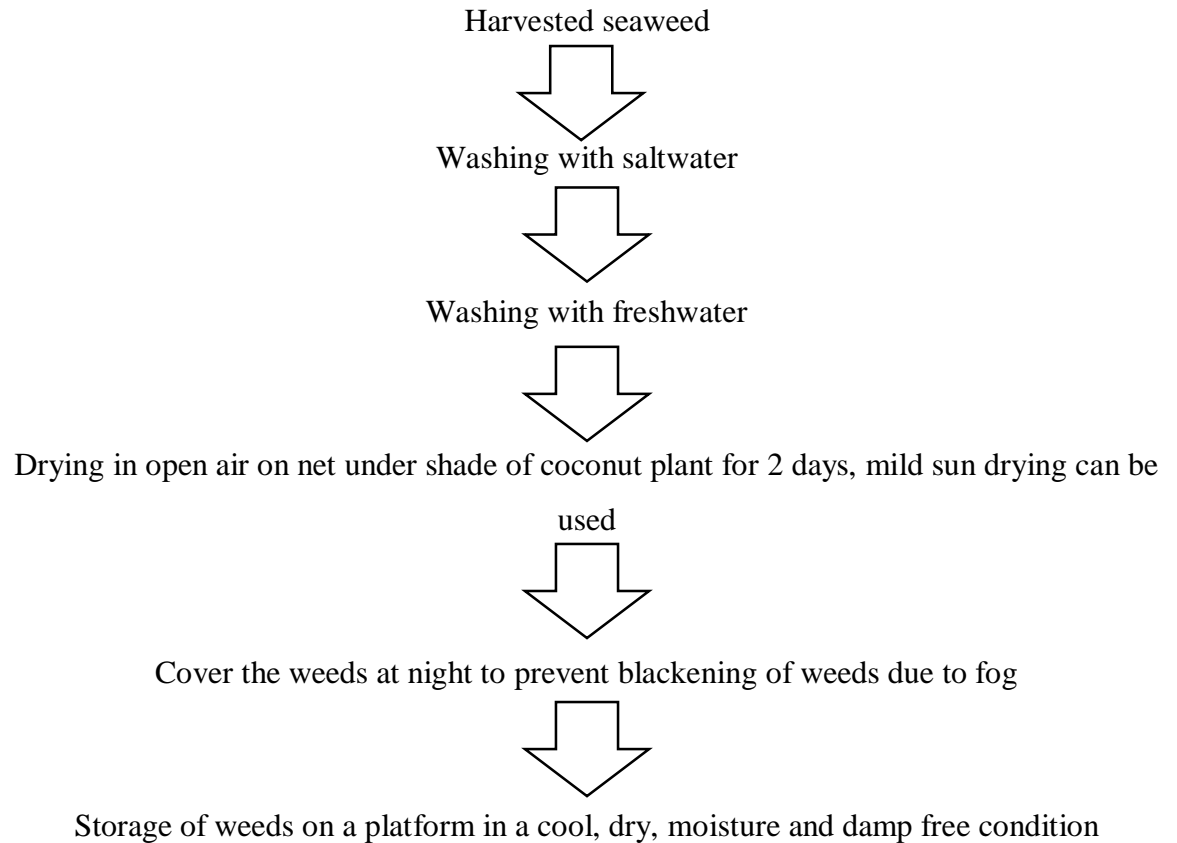 Harvested seaweed
Washing with saltwater
Washing with freshwater
Drying in open air on net under shade of coconut plant for 2 days, mild sun drying can be
used
Cover the weeds at night to prevent blackening of weeds due to fog
Storage of weeds on a platform in a cool, dry, moisture and damp free condition